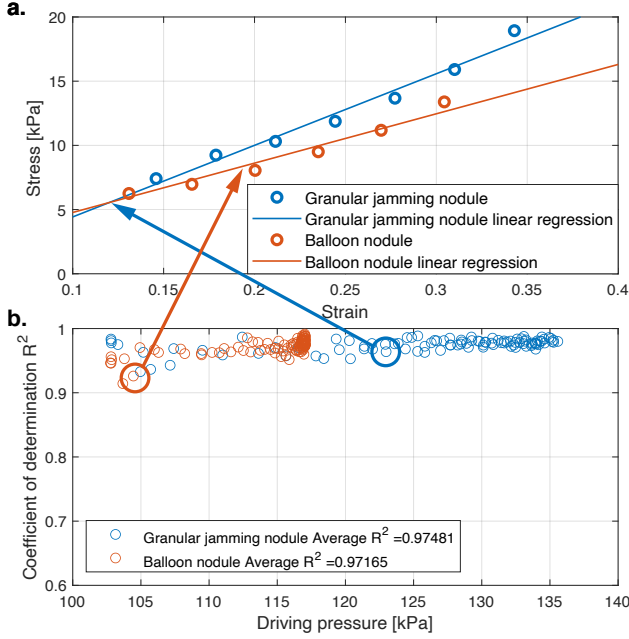 a.
20
15
10
5
0
Stress [kPa]
Granular jamming nodule
Granular jamming nodule linear regression
Balloon nodule
Balloon nodule linear regression
0.1 0.15 0.2 0.25 0.3 0.35 0.4
Strain
b.
1
0.9
0.8
0.7
0.6
Coefficient of determination R²
Granular jamming nodule Average R² =0.97481
Balloon nodule Average R² =0.97165
100 105 110 115 120 125 130 135 140
Driving pressure [kPa]